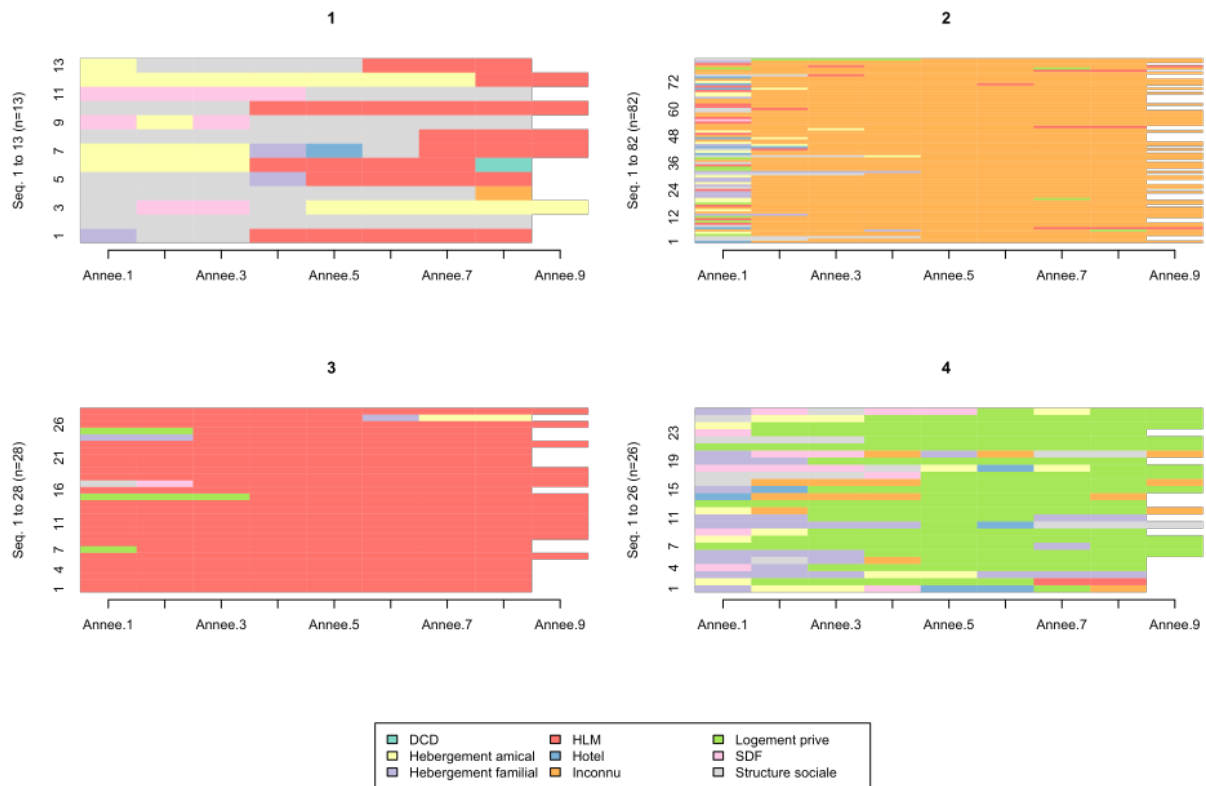 1
Seq. 1 to 13 (n=13)
13
11
9
7
5
3
1
Annee.1 Annee.3 Annee.5 Annee.7 Annee.9
2
Seq. 1 to 82 (n=82)
72
60
48
36
24
12
1
Annee.1 Annee.3 Annee.5 Annee.7 Annee.9
3
Seq. 1 to 28 (n=28)
26
21
16
11
7
4
1
Annee.1 Annee.3 Annee.5 Annee.7 Annee.9
4
Seq. 1 to 26 (n=26)
23
19
15
11
7
4
1
Annee.1 Annee.3 Annee.5 Annee.7 Annee.9
DCD HLM Logement prive
Hebergement amical Hotel SDF
Hebergement familial Inconnu Structure sociale